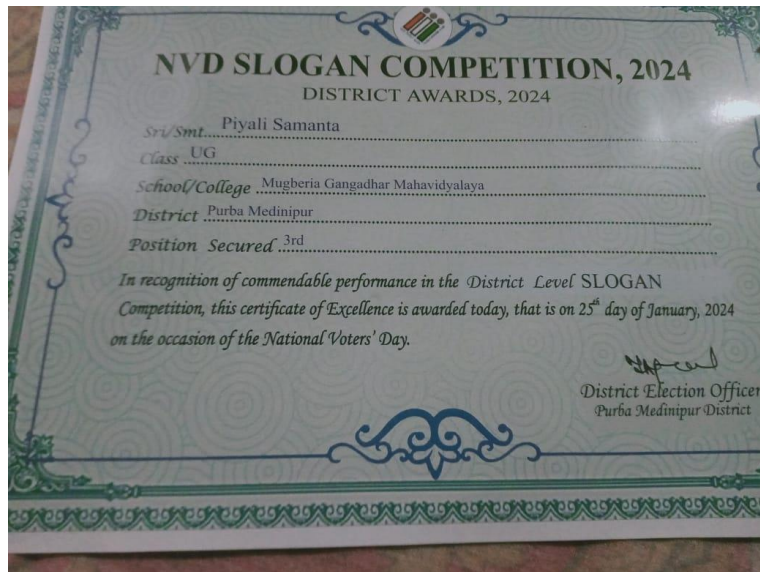 NVD SLOGAN COMPETITION, 2024
DISTRICT AWARDS, 2024
Sri/Smt....Piyali Samanta
Class ..UG
School/College ..Mugberia Gangadhar Mahavidyalaya
District ..Purba Medinipur
Position Secured ..3rd
In recognition of commendable performance in the District Level SLOGAN
Competition, this certificate of Excellence is awarded today, that is on 25th day of January, 2024
on the occasion of the National Voters' Day.
District Election Officer
Purba Medinipur District